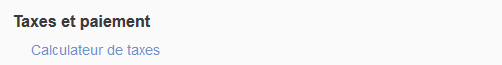 Taxes et paiement
Calculateur de taxes